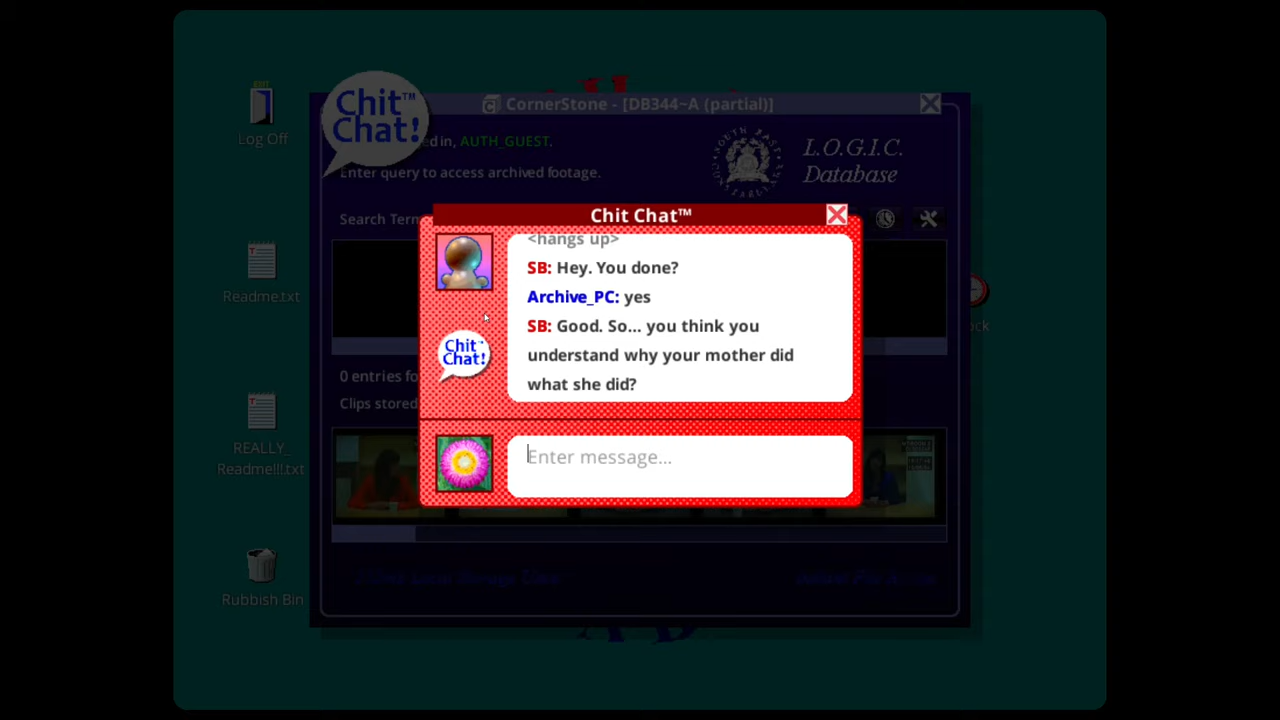 Chit™
Chat!
CornerStone - [DB344~A (partial)]
Log Off
ed in, AUTH_GUEST.
L.O.G.I.C.
Database
Enter query to access archived footage.
Search Term
Chit Chat™
<hangs up>
SB: Hey. You done?
Archive_PC: yes
SB: Good. So... you think you
understand why your mother did
what she did?
Chit™
Chat!
Readme.txt
ock
0 entries fo
Clips stored
REALLY_
Readme!!!.txt
Enter message...
Rubbish Bin